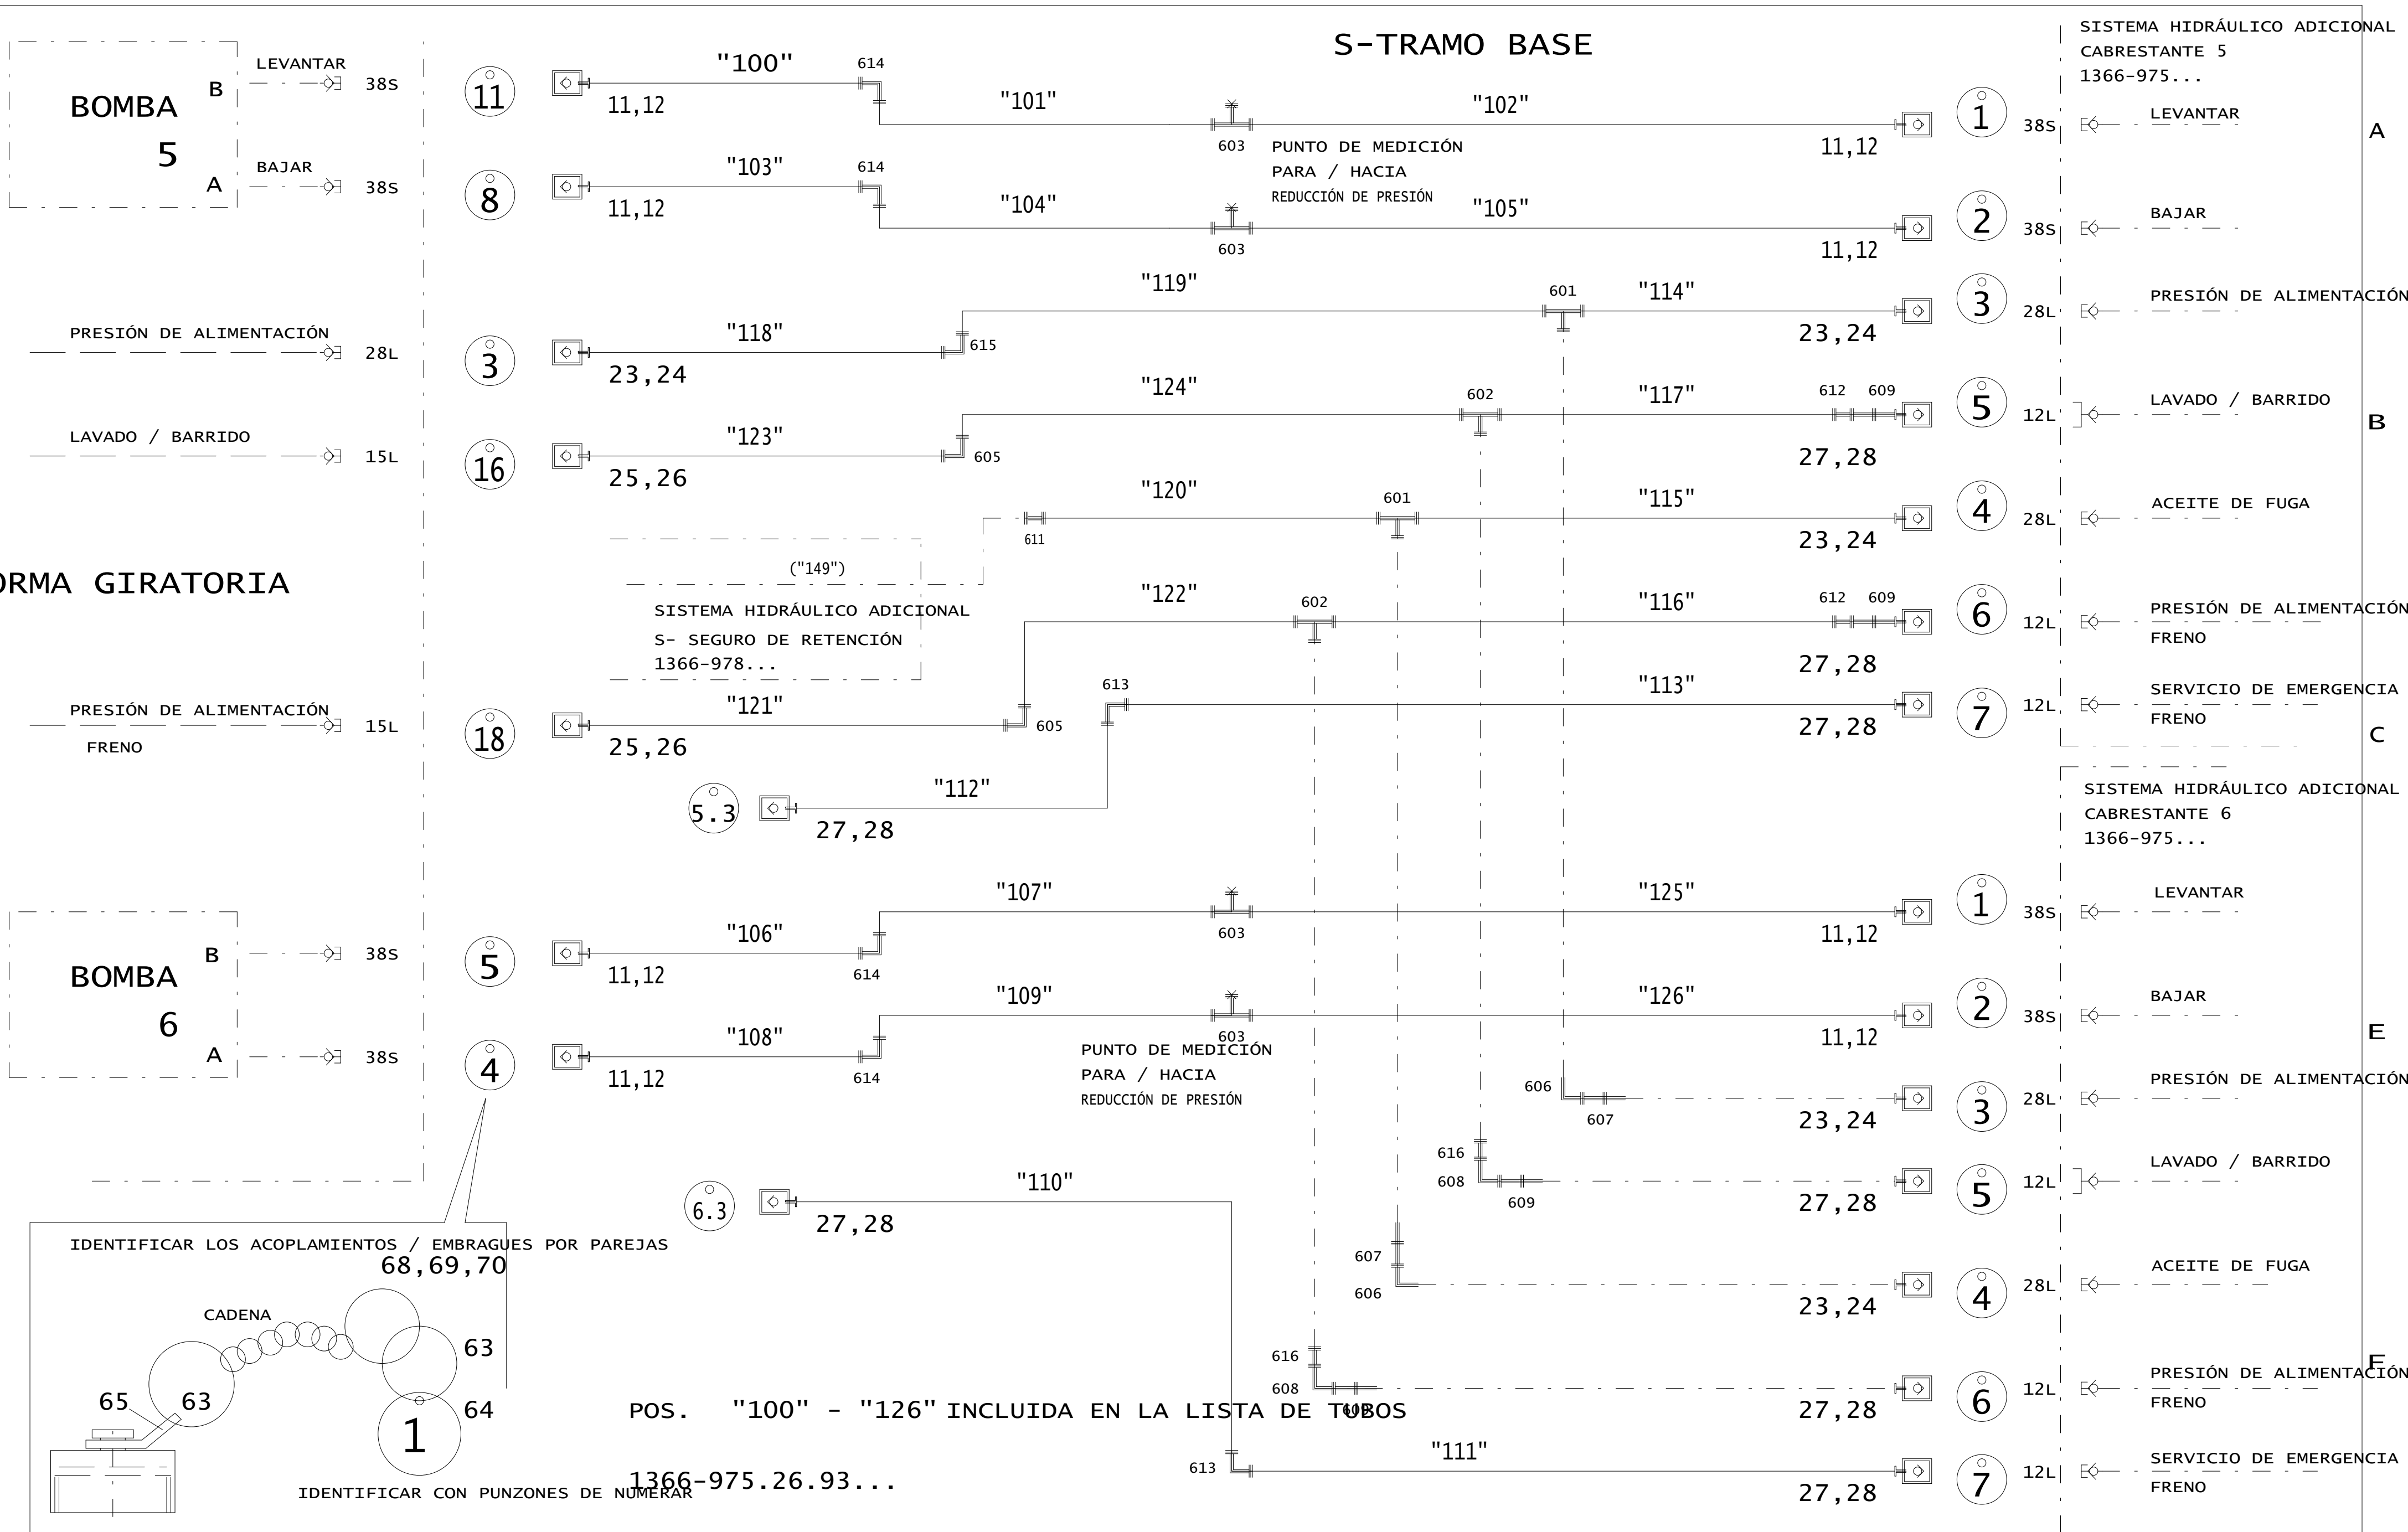 S-TRAMO BASE
SISTEMA HIDRÁULICO ADICIONAL
CABRESTANTE 5
1366-975...
BOMBA
5
B
LEVANTAR
38S
11
"100"
11,12
614
"101"
603
"102"
11,12
1
38S
LEVANTAR
A
PUNTO DE MEDICIÓN
PARA / HACIA
REDUCCIÓN DE PRESIÓN
A
BAJAR
38S
8
"103"
11,12
614
"104"
603
"105"
11,12
2
38S
BAJAR
PRESIÓN DE ALIMENTACIÓN
28L
3
"118"
23,24
615
"119"
601
"114"
23,24
3
28L
PRESIÓN DE ALIMENTACIÓN
LAVADO / BARRIDO
15L
16
"123"
25,26
605
"124"
602
"117"
612 609
27,28
5
12L
LAVADO / BARRIDO
B
611
"120"
601
"115"
23,24
4
28L
ACEITE DE FUGA
ORMA GIRATORIA
("149")
SISTEMA HIDRÁULICO ADICIONAL
S- SEGURO DE RETENCIÓN
1366-978...
"122"
602
"116"
612 609
27,28
6
12L
PRESIÓN DE ALIMENTACIÓN
FRENO
PRESIÓN DE ALIMENTACIÓN
FRENO
15L
18
"121"
25,26
605
613
"113"
27,28
7
12L
SERVICIO DE EMERGENCIA
FRENO
C
5.3
"112"
27,28
SISTEMA HIDRÁULICO ADICIONAL
CABRESTANTE 6
1366-975...
BOMBA
6
B
38S
5
"106"
11,12
614
"107"
603
"125"
11,12
1
38S
LEVANTAR
A
38S
4
"108"
11,12
614
"109"
603
"126"
11,12
2
38S
BAJAR
E
PUNTO DE MEDICIÓN
PARA / HACIA
REDUCCIÓN DE PRESIÓN
606
607
23,24
3
28L
PRESIÓN DE ALIMENTACIÓN
616
608
609
27,28
5
12L
LAVADO / BARRIDO
6.3
"110"
27,28
607
606
23,24
4
28L
ACEITE DE FUGA
616
608
609
27,28
6
12L
PRESIÓN DE ALIMENTACIÓN
FRENO
F
613
"111"
27,28
7
12L
SERVICIO DE EMERGENCIA
FRENO
IDENTIFICAR LOS ACOPLAMIENTOS / EMBRAGUES POR PAREJAS
68,69,70
CADENA
63
65
63
64
1
IDENTIFICAR CON PUNZONES DE NUMERAR
POS. "100" - "126" INCLUIDA EN LA LISTA DE TUBOS
1366-975.26.93...